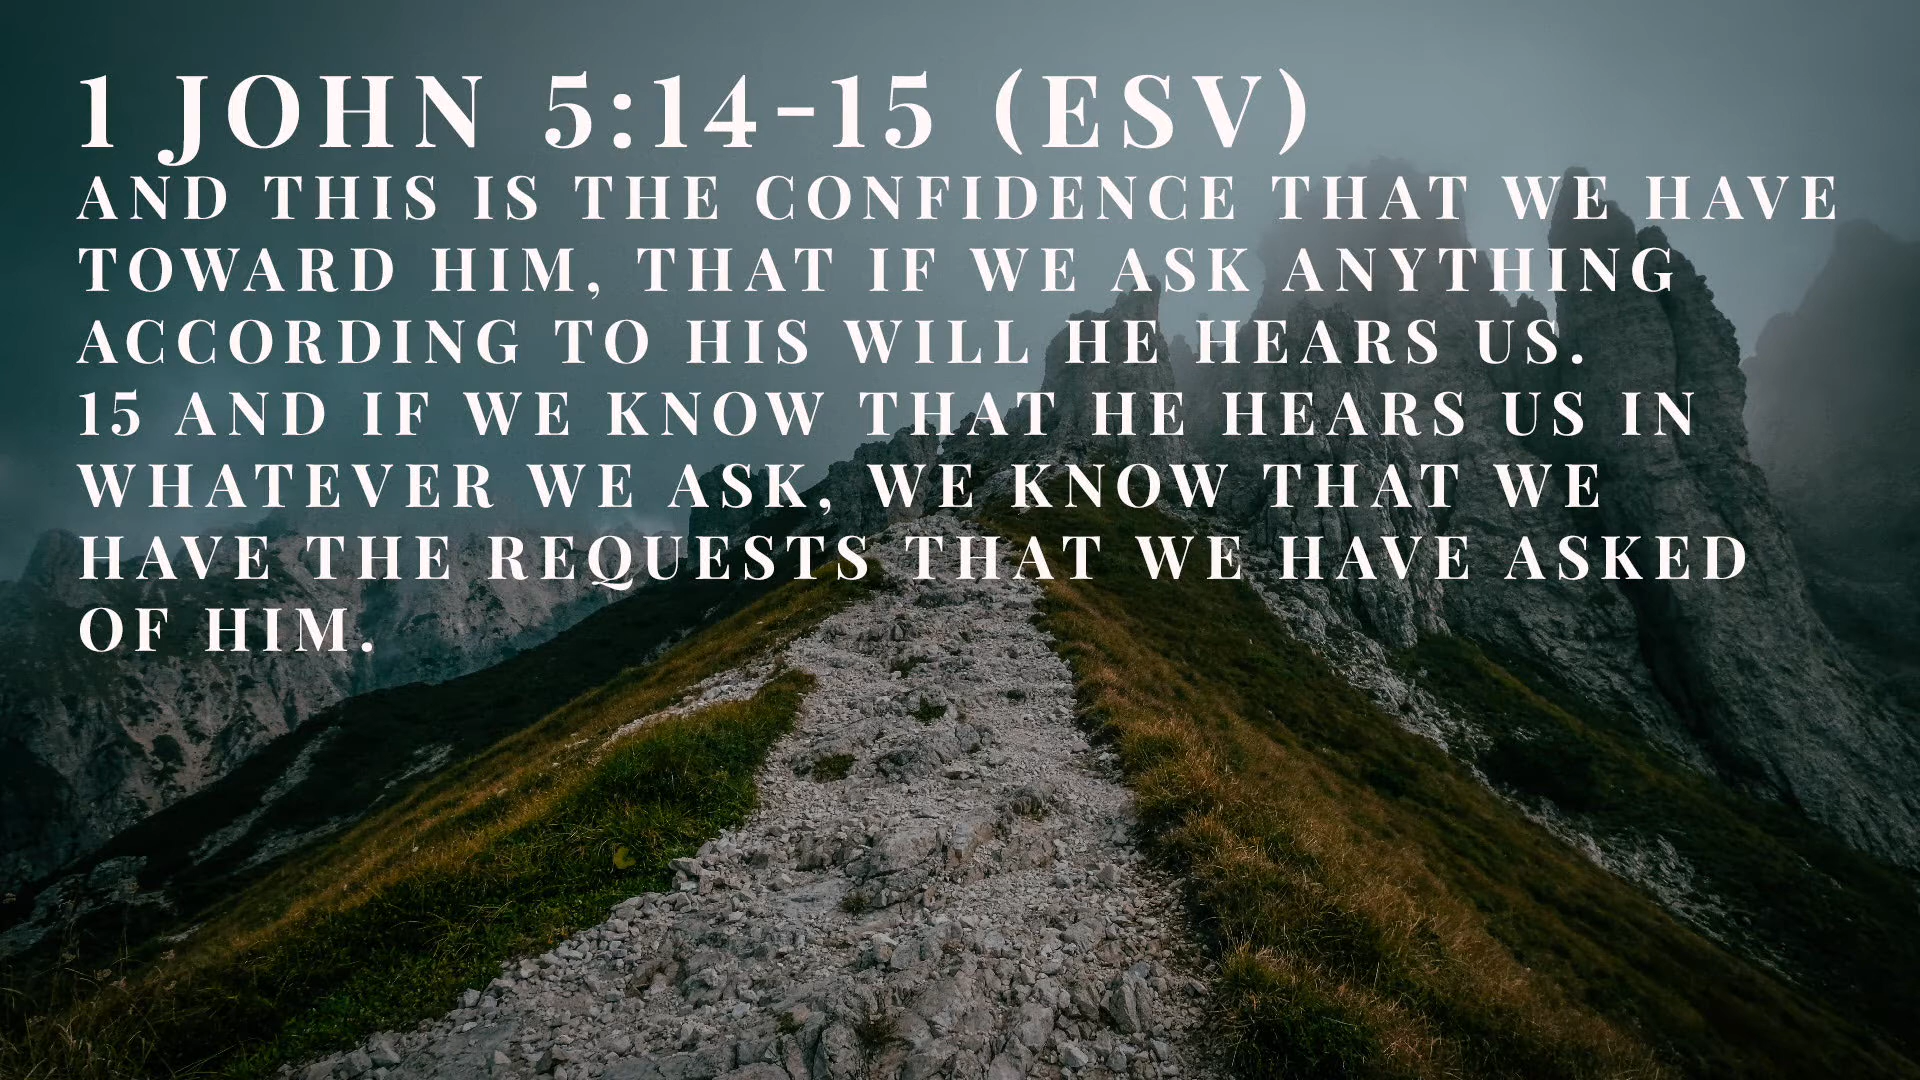 1 JOHN 5:14-15 (ESV)
AND THIS IS THE CONFIDENCE THAT WE HAVE
TOWARD HIM, THAT IF WE ASK ANYTHING
ACCORDING TO HIS WILL HE HEARS US.
15 AND IF WE KNOW THAT HE HEARS US IN
WHATEVER WE ASK, WE KNOW THAT WE
HAVE THE REQUESTS THAT WE HAVE ASKED
OF HIM.